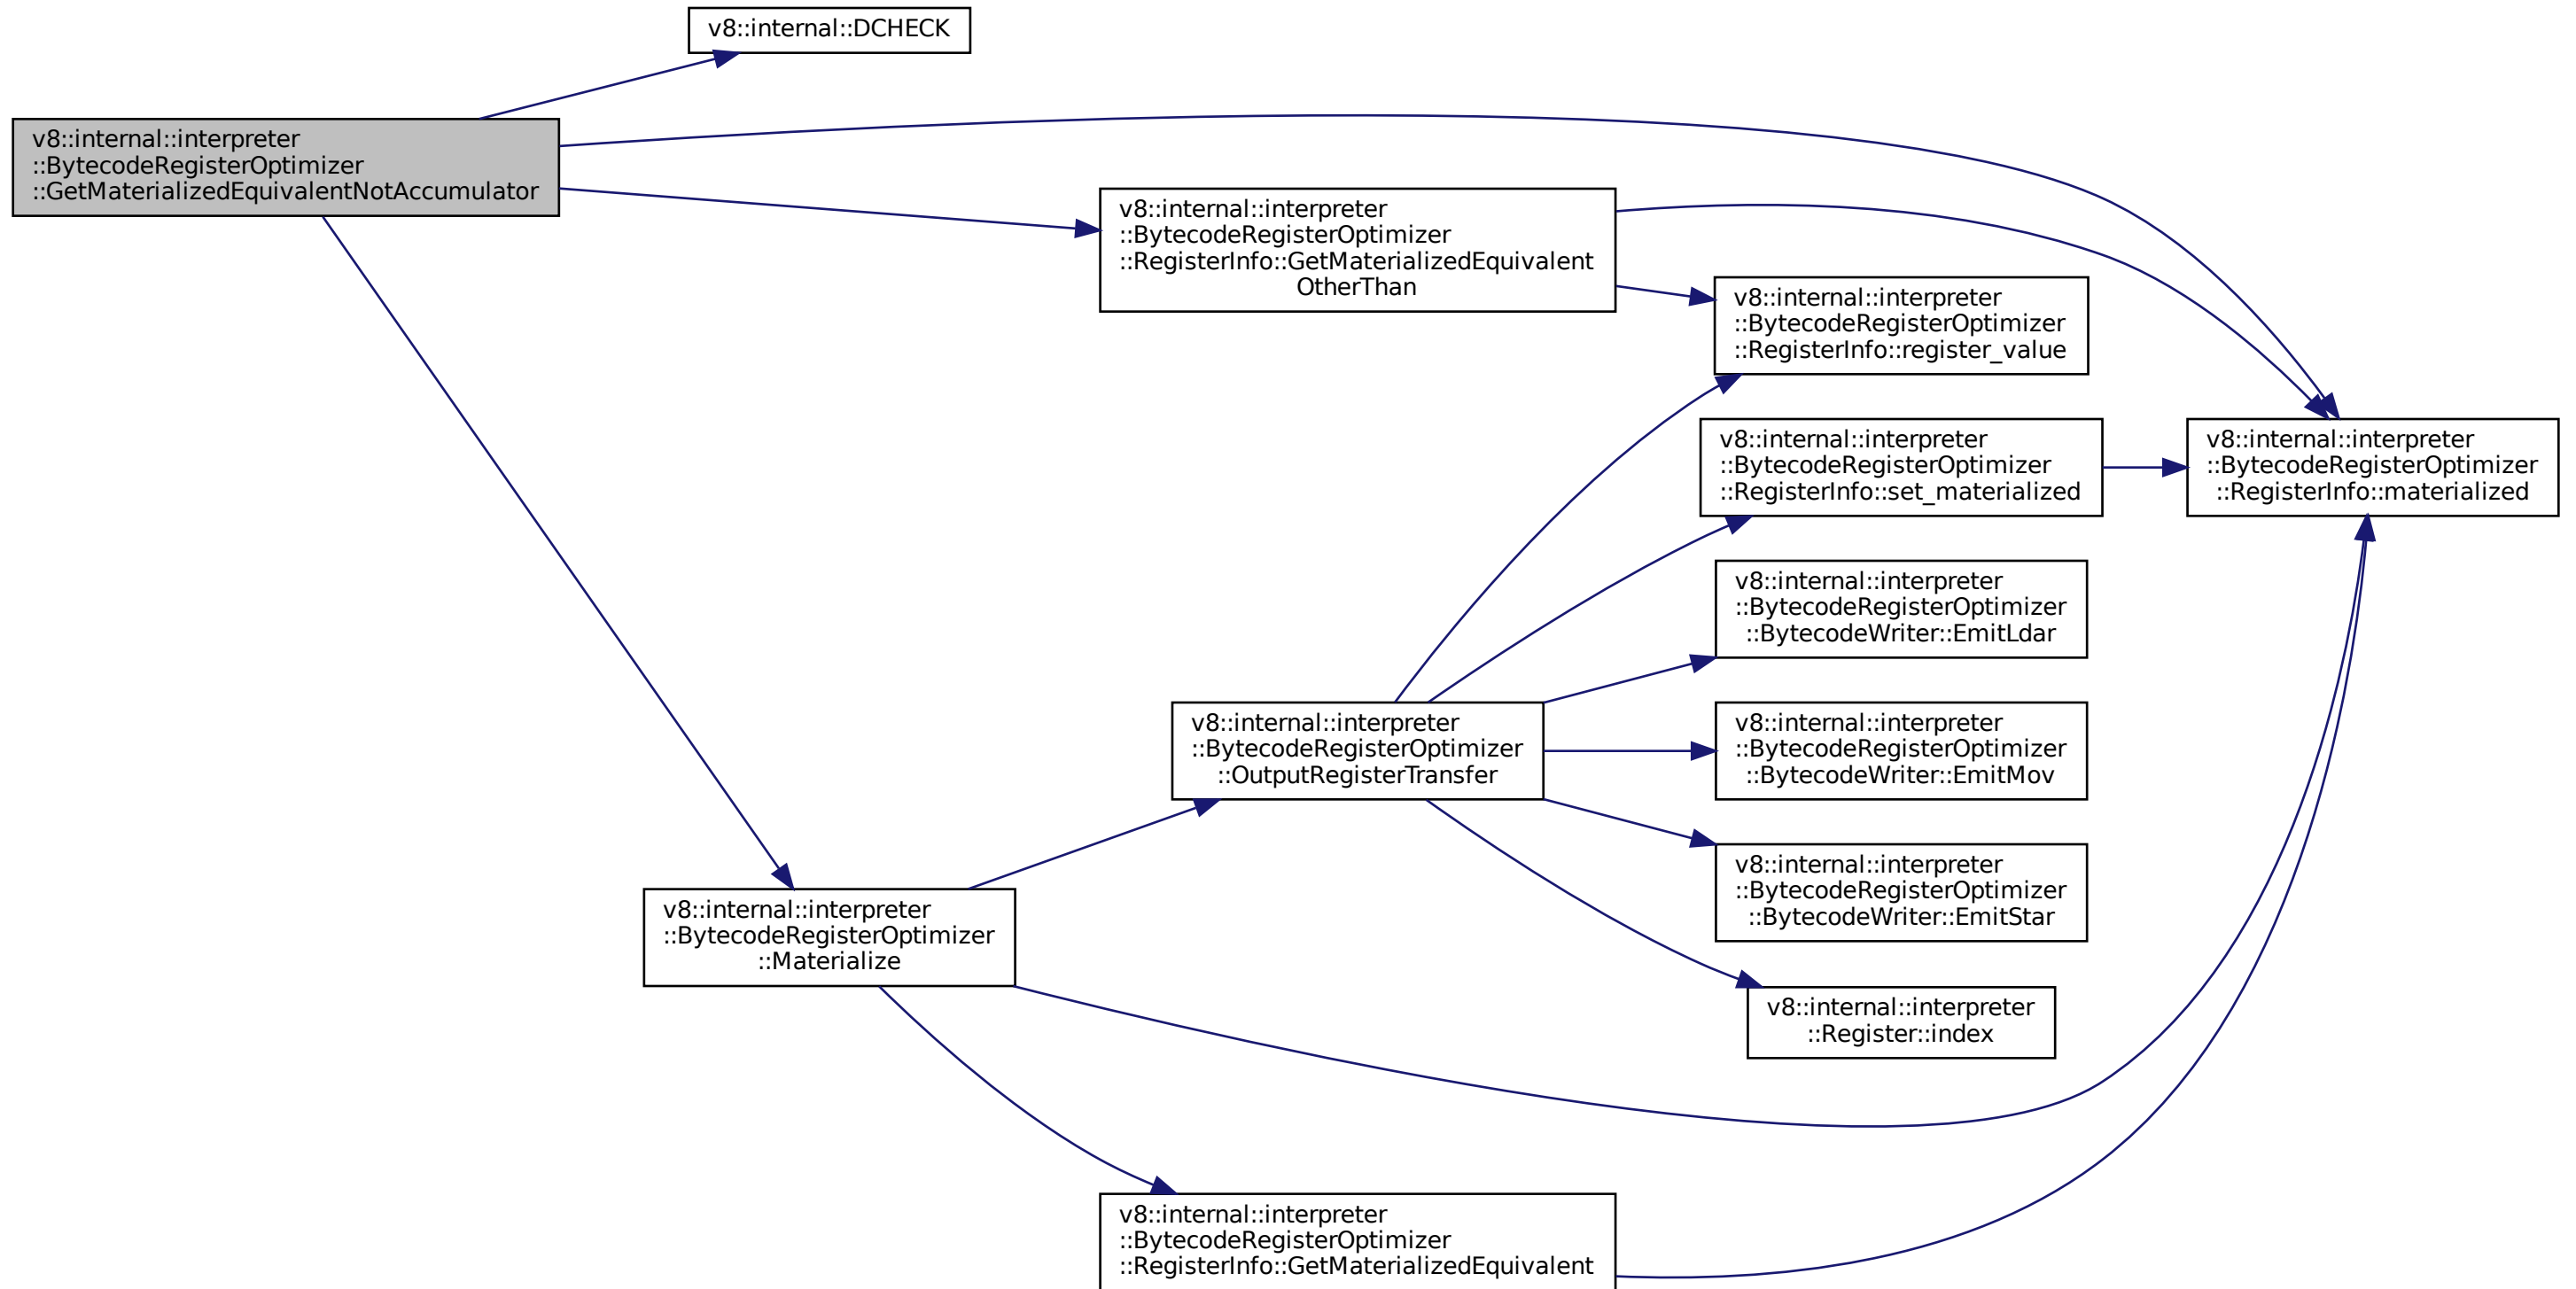 v8::internal::DCHECK
v8::internal::interpreter
::BytecodeRegisterOptimizer
::GetMaterializedEquivalentNotAccumulator
v8::internal::interpreter
::BytecodeRegisterOptimizer
::RegisterInfo::GetMaterializedEquivalent
OtherThan
v8::internal::interpreter
::BytecodeRegisterOptimizer
::RegisterInfo::register_value
v8::internal::interpreter
::BytecodeRegisterOptimizer
::RegisterInfo::set_materialized
v8::internal::interpreter
::BytecodeRegisterOptimizer
::RegisterInfo::materialized
v8::internal::interpreter
::BytecodeRegisterOptimizer
::BytecodeWriter::EmitLdar
v8::internal::interpreter
::BytecodeRegisterOptimizer
::OutputRegisterTransfer
v8::internal::interpreter
::BytecodeRegisterOptimizer
::BytecodeWriter::EmitMov
v8::internal::interpreter
::BytecodeRegisterOptimizer
::BytecodeWriter::EmitStar
v8::internal::interpreter
::BytecodeRegisterOptimizer
::Materialize
v8::internal::interpreter
::Register::index
v8::internal::interpreter
::BytecodeRegisterOptimizer
::RegisterInfo::GetMaterializedEquivalent